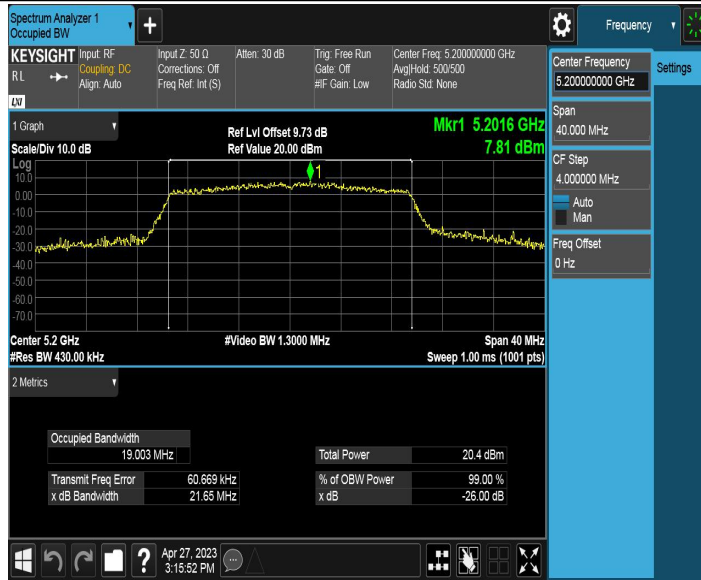 Spectrum Analyzer 1
Occupied BW
+
Frequency
KEYSIGHT
RL
LXI
Input: RF
Coupling: DC
Align: Auto
Input Z: 50 Ω
Corrections: Off
Freq Ref: Int (S)
Atten: 30 dB
Trig: Free Run
Gate: Off
#IF Gain: Low
Center Freq: 5.200000000 GHz
Avg|Hold: 500/500
Radio Std: None
Center Frequency
5.200000000 GHz
Settings
Span
40.000 MHz
CF Step
4.000000 MHz
Auto
Man
Freq Offset
0 Hz
1 Graph
Scale/Div 10.0 dB
Ref Lvl Offset 9.73 dB
Ref Value 20.00 dBm
Mkr1 5.2016 GHz
7.81 dBm
Log
1
10.0
0.00
-10.0
-20.0
-30.0
-40.0
-50.0
-60.0
-70.0
Center 5.2 GHz
#Video BW 1.3000 MHz
Span 40 MHz
#Res BW 430.00 kHz
Sweep 1.00 ms (1001 pts)
2 Metrics
Occupied Bandwidth
19.003 MHz
Total Power 20.4 dBm
Transmit Freq Error 60.669 kHz
% of OBW Power 99.00 %
x dB Bandwidth 21.65 MHz
x dB -26.00 dB
?
Apr 27, 2023
3:15:52 PM